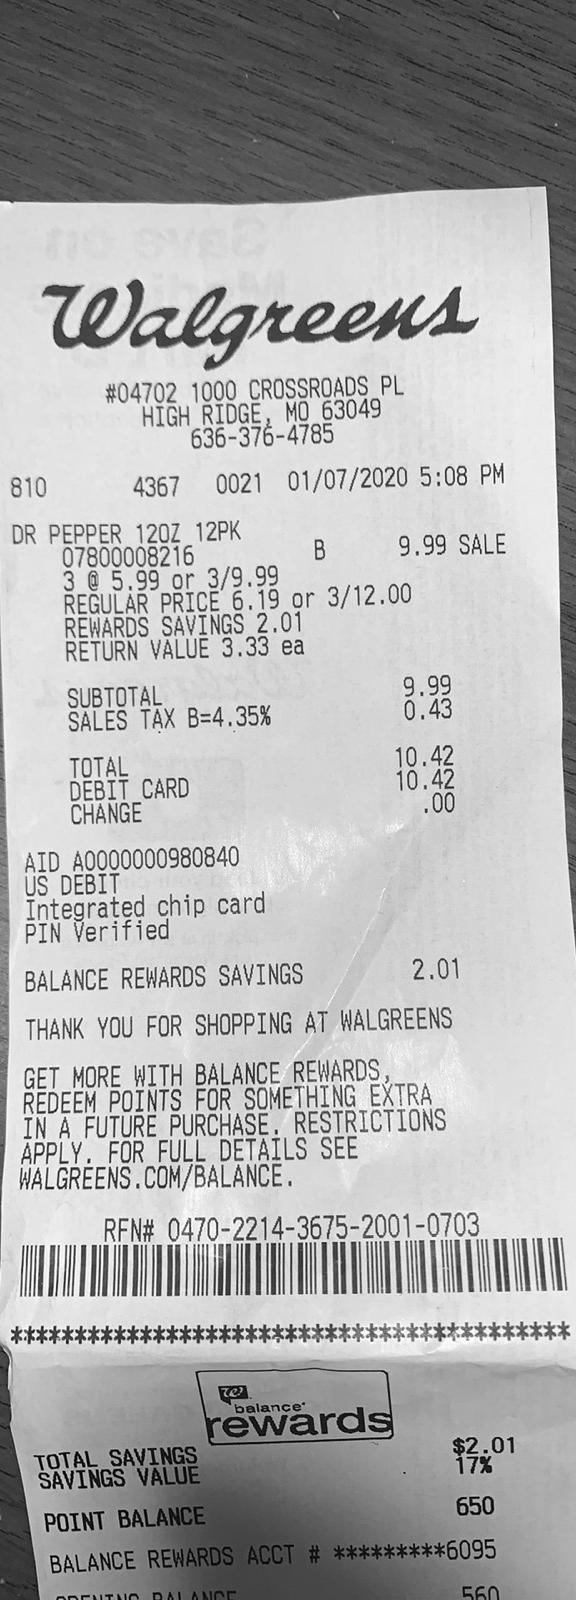 Walgreens
#04702 1000 CROSSROADS PL
HIGH RIDGE, MO 63049
636-376-4785
810 4367 0021 01/07/2020 5:08 PM
DR PEPPER 12OZ 12PK
07800008216 B 9.99 SALE
3 @ 5.99 or 3/9.99
REGULAR PRICE 6.19 or 3/12.00
REWARDS SAVINGS 2.01
RETURN VALUE 3.33 ea
SUBTOTAL 9.99
SALES TAX B=4.35% 0.43
TOTAL 10.42
DEBIT CARD 10.42
CHANGE .00
AID A0000000980840
US DEBIT
Integrated chip card
PIN Verified
BALANCE REWARDS SAVINGS 2.01
THANK YOU FOR SHOPPING AT WALGREENS
GET MORE WITH BALANCE REWARDS,
REDEEM POINTS FOR SOMETHING EXTRA
IN A FUTURE PURCHASE. RESTRICTIONS
APPLY. FOR FULL DETAILS SEE
WALGREENS.COM/BALANCE.
RFN# 0470-2214-3675-2001-0703
******************************************
W
balance°
rewards
TOTAL SAVINGS $2.01
SAVINGS VALUE 17%
POINT BALANCE 650
BALANCE REWARDS ACCT # *********6095
OPENING BALANCE 560